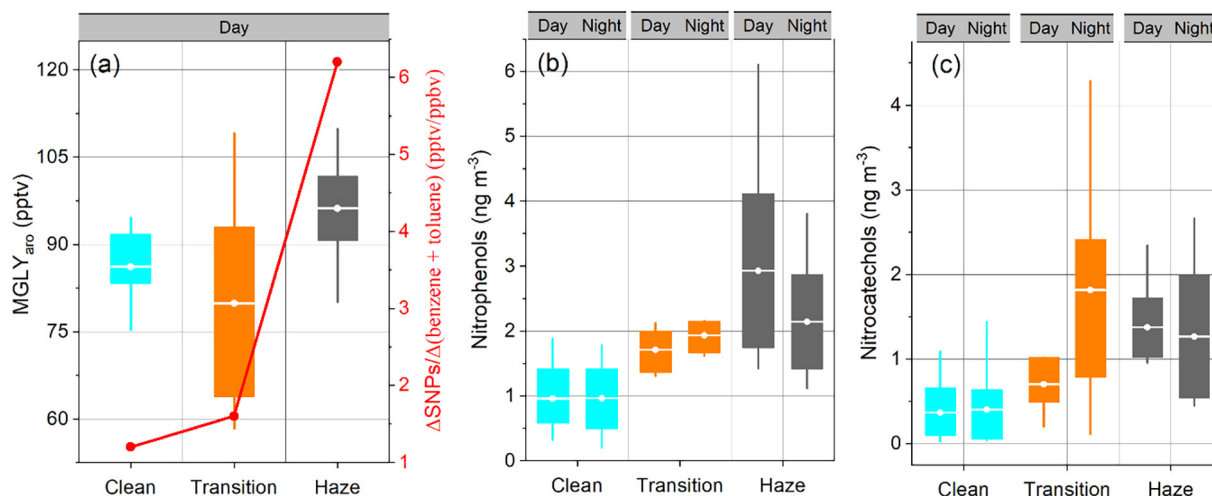 Day
(a)
120
105
90
75
60
MGLYaro (pptv)
6
5
4
3
2
1
ΔSNPs/Δ(benzene + toluene) (pptv/ppbv)
Clean Transition Haze
Day Night Day Night Day Night
(b)
6
5
4
3
2
1
0
Nitrophenols (ng m-3)
Clean Transition Haze
Day Night Day Night Day Night
(c)
4
3
2
1
0
Nitrocatechols (ng m-3)
Clean Transition Haze